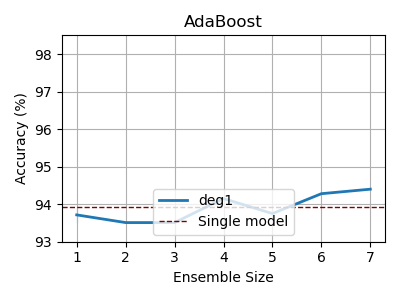 AdaBoost
Accuracy (%)
98
97
96
95
94
93
deg1
Single model
1 2 3 4 5 6 7
Ensemble Size